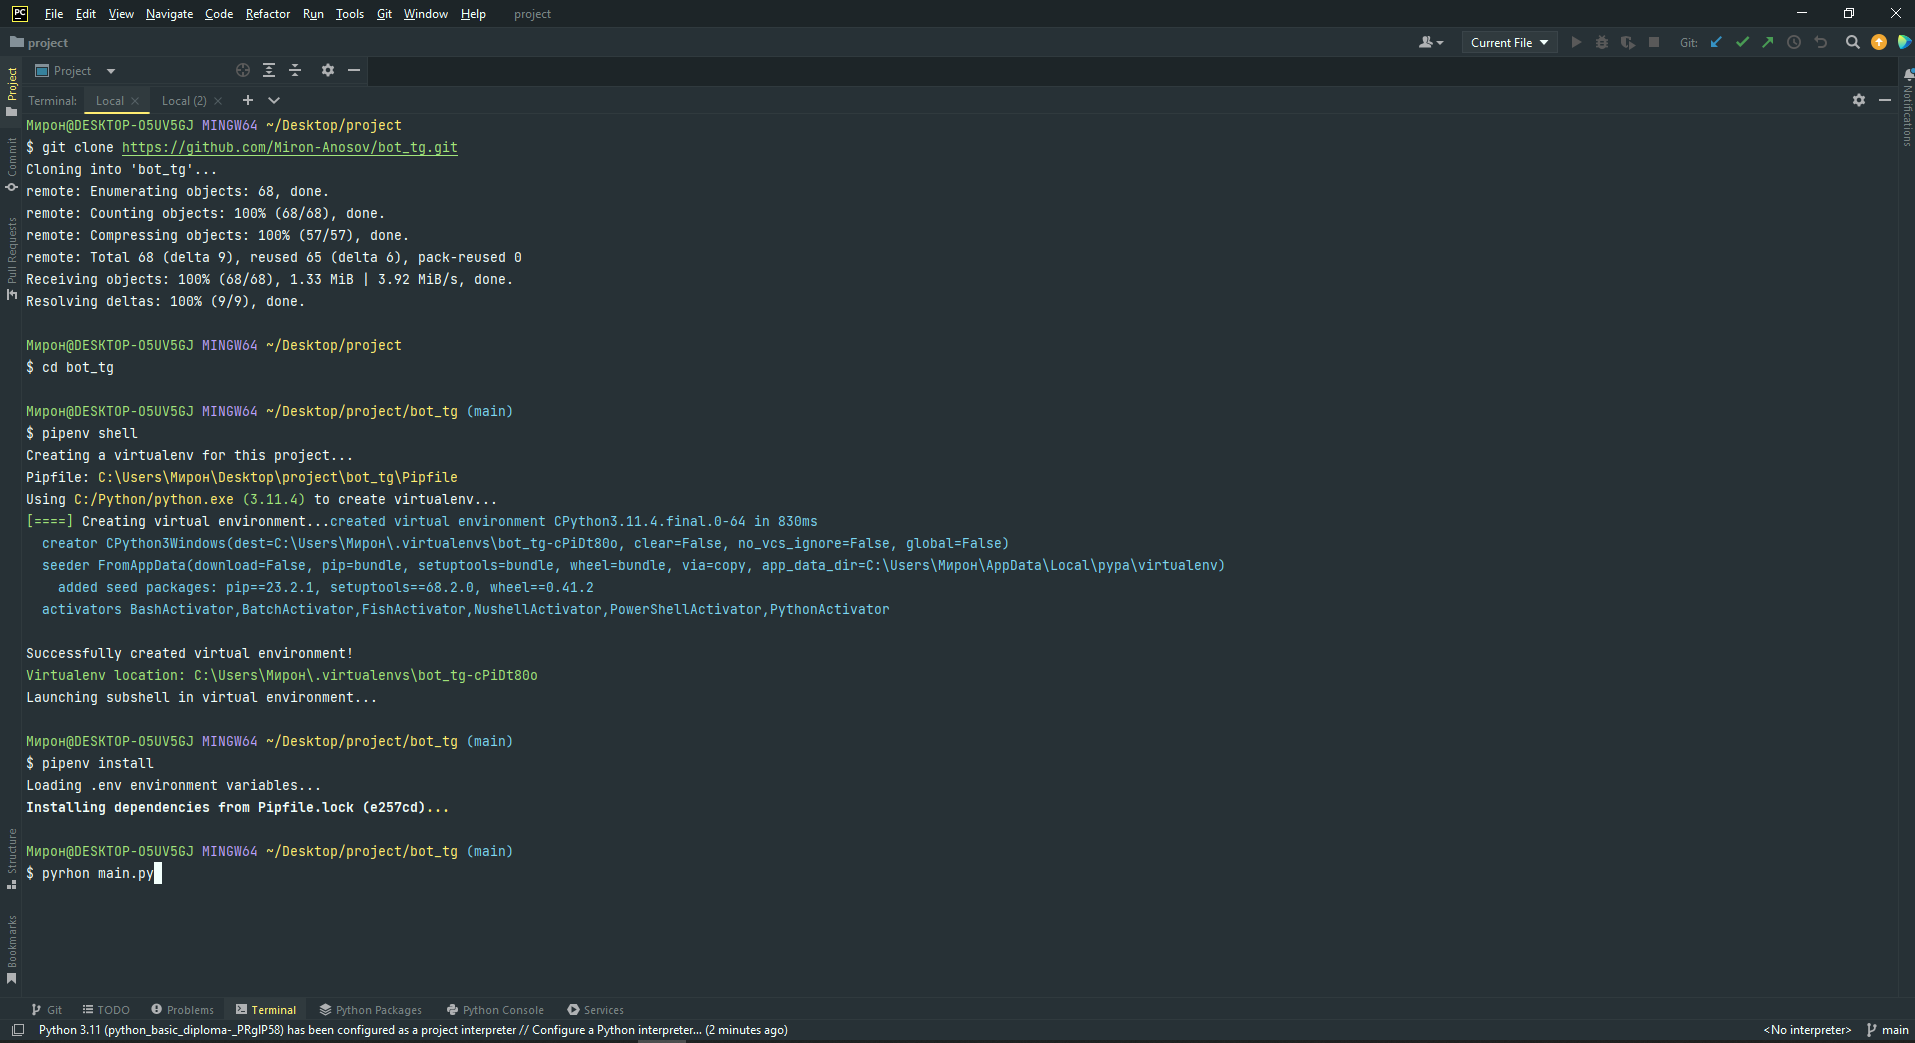 PC File Edit View Navigate Code Refactor Run Tools Git Window Help project
project Current File Git:
Project
Terminal: Local Local (2)
Мирон@DESKTOP-O5UV5GJ MINGW64 ~/Desktop/project
$ git clone https://github.com/Miron-Anosov/bot_tg.git
Cloning into 'bot_tg'...
remote: Enumerating objects: 68, done.
remote: Counting objects: 100% (68/68), done.
remote: Compressing objects: 100% (57/57), done.
remote: Total 68 (delta 9), reused 65 (delta 6), pack-reused 0
Receiving objects: 100% (68/68), 1.33 MiB | 3.92 MiB/s, done.
Resolving deltas: 100% (9/9), done.
Мирон@DESKTOP-O5UV5GJ MINGW64 ~/Desktop/project
$ cd bot_tg
Мирон@DESKTOP-O5UV5GJ MINGW64 ~/Desktop/project/bot_tg (main)
$ pipenv shell
Creating a virtualenv for this project...
Pipfile: C:\Users\Мирон\Desktop\project\bot_tg\Pipfile
Using C:/Python/python.exe (3.11.4) to create virtualenv...
[====] Creating virtual environment...created virtual environment CPython3.11.4.final.0-64 in 830ms
creator CPython3Windows(dest=C:\Users\Мирон\.virtualenvs\bot_tg-cPiDt80o, clear=False, no_vcs_ignore=False, global=False)
seeder FromAppData(download=False, pip=bundle, setuptools=bundle, wheel=bundle, via=copy, app_data_dir=C:\Users\Мирон\AppData\Local\pypa\virtualenv)
added seed packages: pip==23.2.1, setuptools==68.2.0, wheel==0.41.2
activators BashActivator,BatchActivator,FishActivator,NushellActivator,PowerShellActivator,PythonActivator
Successfully created virtual environment!
Virtualenv location: C:\Users\Мирон\.virtualenvs\bot_tg-cPiDt80o
Launching subshell in virtual environment...
Мирон@DESKTOP-O5UV5GJ MINGW64 ~/Desktop/project/bot_tg (main)
$ pipenv install
Loading .env environment variables...
Installing dependencies from Pipfile.lock (e257cd)...
Мирон@DESKTOP-O5UV5GJ MINGW64 ~/Desktop/project/bot_tg (main)
$ pyrhon main.py
Project
Commit
Pull Requests
Structure
Bookmarks
Notifications
Git TODO Problems Terminal Python Packages Python Console Services
Python 3.11 (python_basic_diploma-_PRgIP58) has been configured as a project interpreter // Configure a Python interpreter... (2 minutes ago) <No interpreter> main